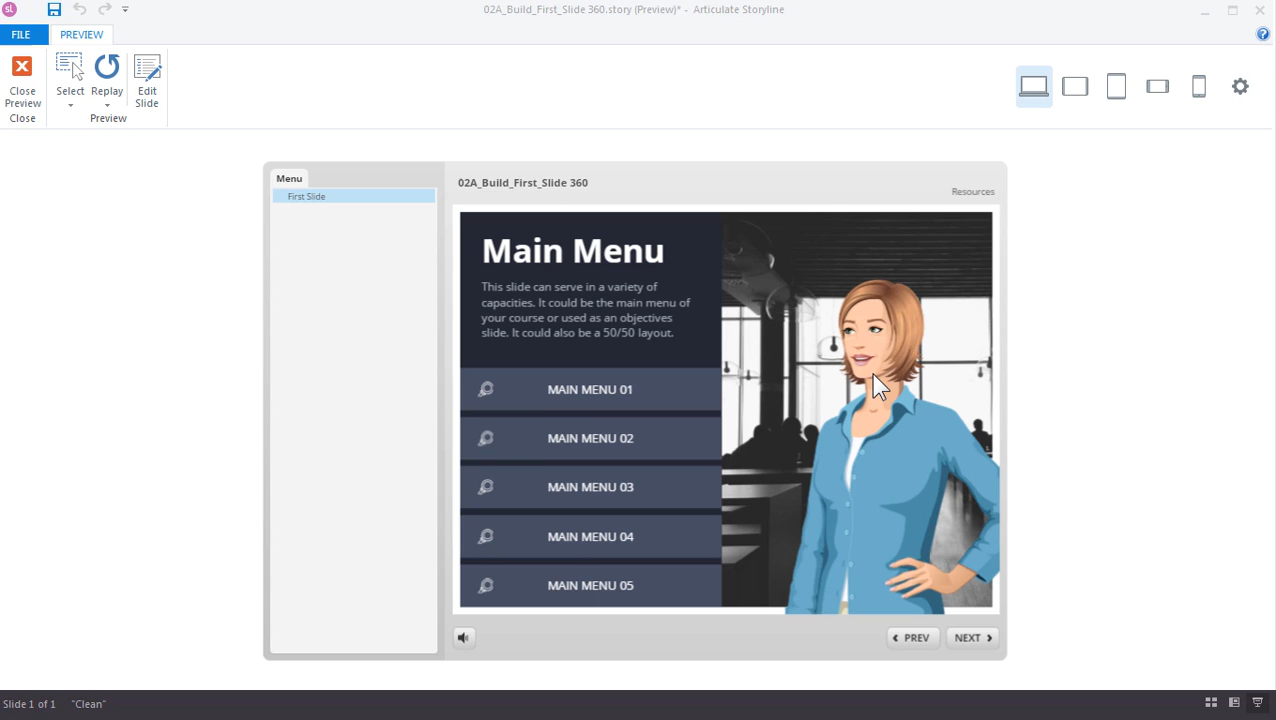 SL
02A_Build_First_Slide 360.story (Preview)* - Articulate Storyline
FILE
PREVIEW
Close
Preview
Select
Replay
Edit
Slide
Close
Preview
Menu
First Slide
02A_Build_First_Slide 360
Resources
Main Menu
This slide can serve in a variety of
capacities. It could be the main menu of
your course or used as an objectives
slide. It could also be a 50/50 layout.
MAIN MENU 01
MAIN MENU 02
MAIN MENU 03
MAIN MENU 04
MAIN MENU 05
PREV
NEXT
Slide 1 of 1 "Clean"